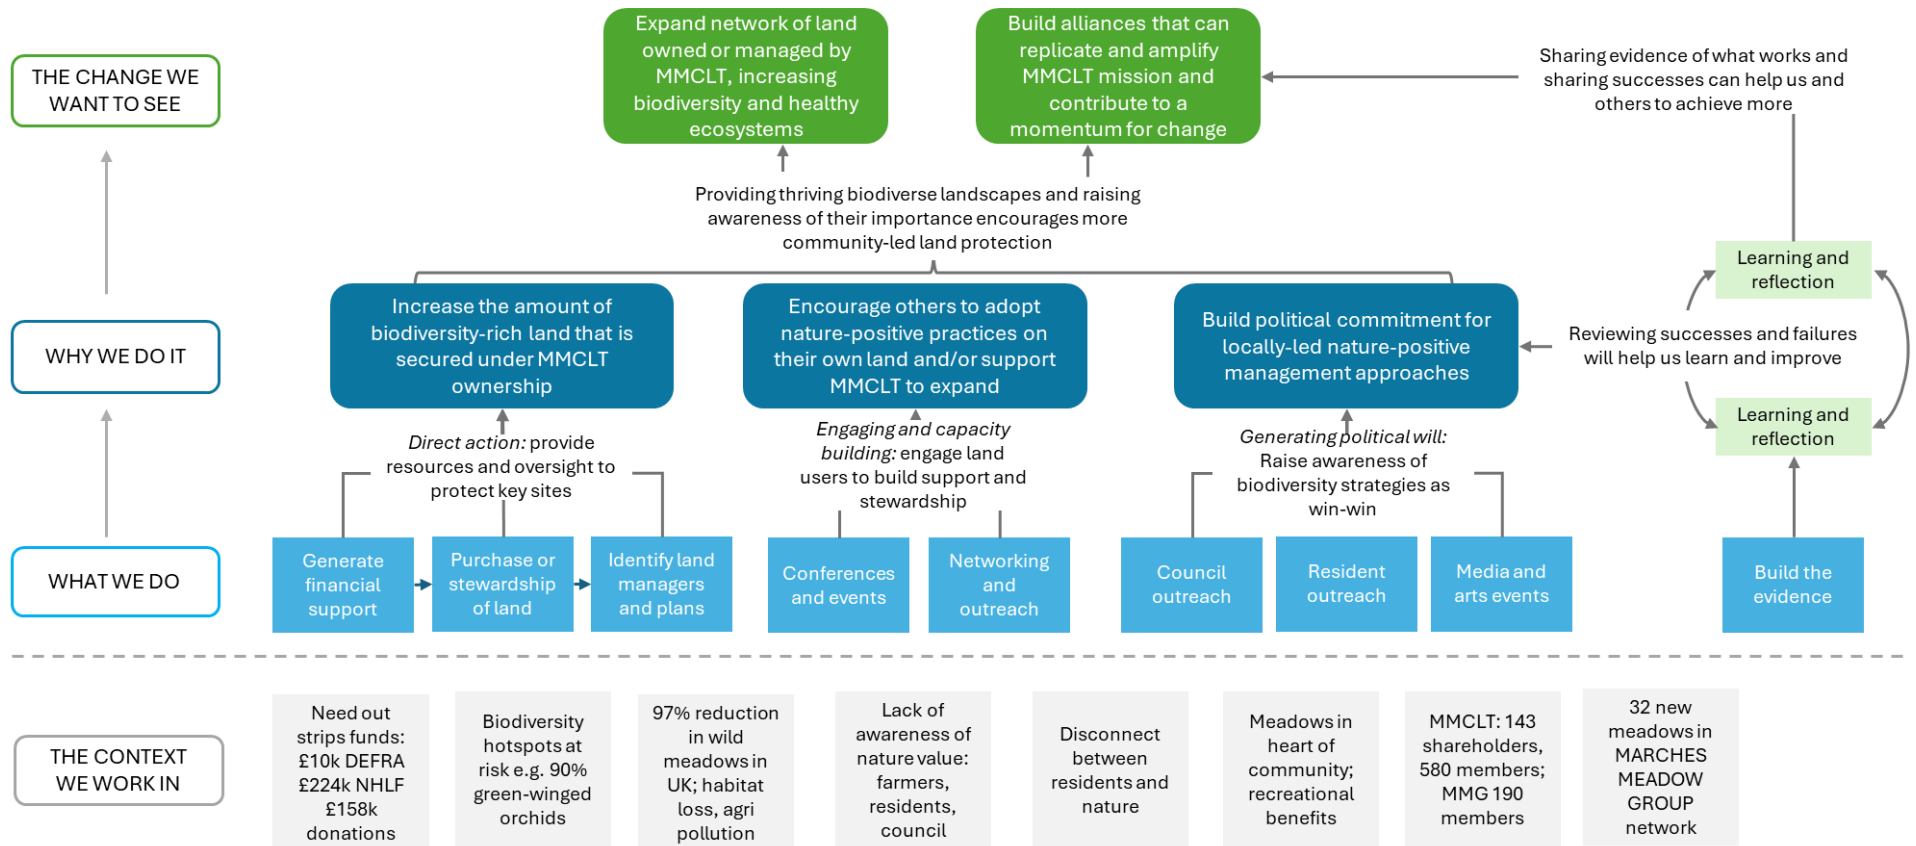 THE CHANGE WE
WANT TO SEE
Expand network of land
owned or managed by
MMCLT, increasing
biodiversity and healthy
ecosystems
Build alliances that can
replicate and amplify
MMCLT mission and
contribute to a
momentum for change
Sharing evidence of what works and
sharing successes can help us and
others to achieve more
Providing thriving biodiverse landscapes and raising
awareness of their importance encourages more
community-led land protection
WHY WE DO IT
Increase the amount of
biodiversity-rich land that is
secured under MMCLT
ownership
Encourage others to adopt
nature-positive practices on
their own land and/or support
MMCLT to expand
Build political commitment for
locally-led nature-positive
management approaches
Learning and
reflection
Reviewing successes and failures
will help us learn and improve
Learning and
reflection
Direct action: provide
resources and oversight to
protect key sites
Engaging and capacity
building: engage land
users to build support and
stewardship
Generating political will:
Raise awareness of
biodiversity strategies as
win-win
WHAT WE DO
Generate
financial
support
Purchase or
stewardship
of land
Identify land
managers
and plans
Conferences
and events
Networking
and
outreach
Council
outreach
Resident
outreach
Media and
arts events
Build the
evidence
THE CONTEXT
WE WORK IN
Need out
strips funds:
£10k DEFRA
£224k NHLF
£158k
donations
Biodiversity
hotspots at
risk e.g. 90%
green-winged
orchids
97% reduction
in wild
meadows in
UK; habitat
loss, agri
pollution
Lack of
awareness of
nature value:
farmers,
residents,
council
Disconnect
between
residents and
nature
Meadows in
heart of
community;
recreational
benefits
MMCLT: 143
shareholders,
580 members;
MMG 190
members
32 new
meadows in
MARCHES
MEADOW
GROUP
network